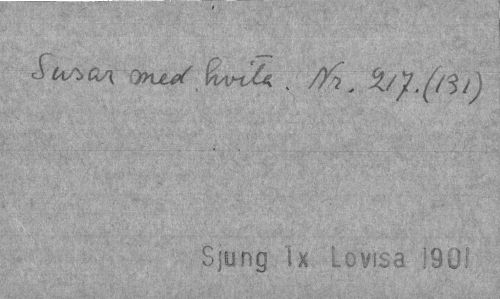 Susar med hvita. Nr. 217. (131)
Sjung 1x Lovisa 1901